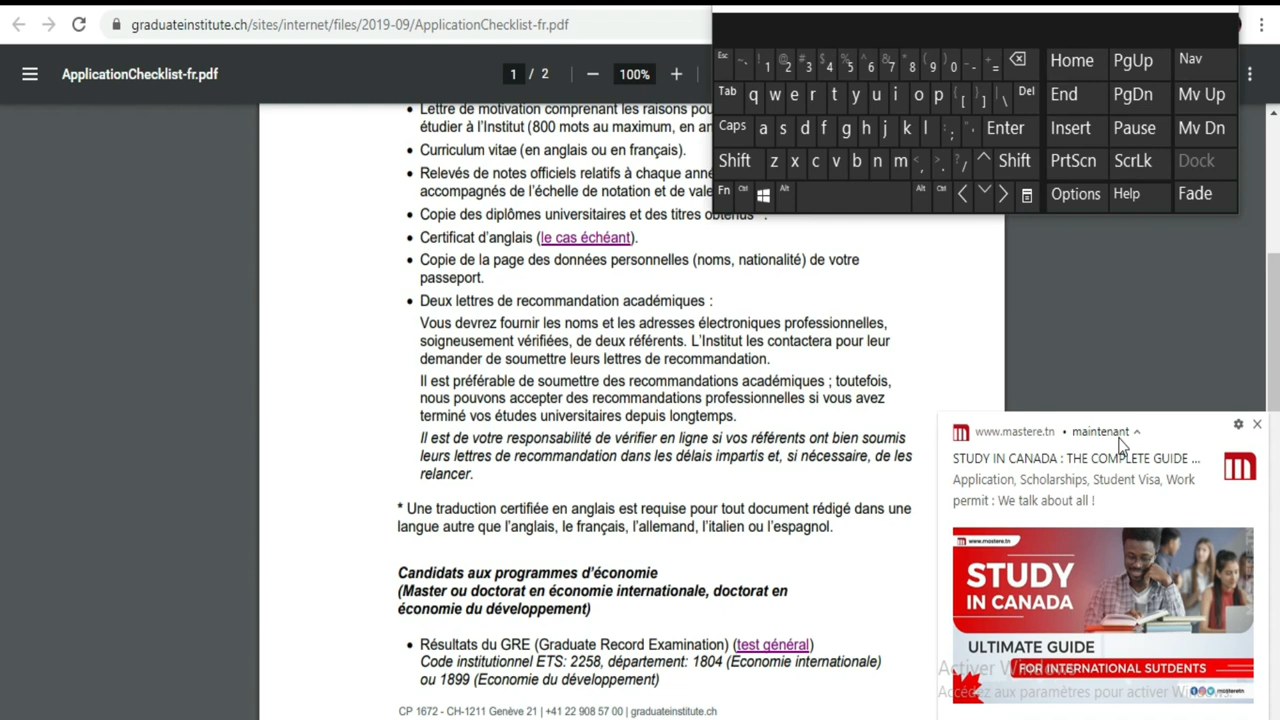 graduateinstitute.ch/sites/internet/files/2019-09/ApplicationChecklist-fr.pdf
ApplicationChecklist-fr.pdf
1 / 2
100%
Lettre de motivation comprenant les raisons
étudier à l'Institut (800 mots au maximum, en
• Curriculum vitae (en anglais ou en français).
• Relevés de notes officiels relatifs à chaque
accompagnés de l'échelle de notation et de
• Copie des diplômes universitaires et des titres obtenus
• Certificat d'anglais (le cas échéant).
• Copie de la page des données personnelles (noms, nationalité) de votre
passeport.
• Deux lettres de recommandation académiques :
Vous devrez fournir les noms et les adresses électroniques professionnelles,
soigneusement vérifiées, de deux référents. L'Institut les contactera pour leur
demander de soumettre leurs lettres de recommandation.
Il est préférable de soumettre des recommandations académiques ; toutefois,
nous pouvons accepter des recommandations professionnelles si vous avez
terminé vos études universitaires depuis longtemps.
Il est de votre responsabilité de vérifier en ligne si vos référents ont bien soumis
leurs lettres de recommandation dans les délais impartis et, si nécessaire, de les
relancer.
* Une traduction certifiée en anglais est requise pour tout document rédigé dans une
langue autre que l'anglais, le français, l'allemand, l'italien ou l'espagnol.
Candidats aux programmes d'économie
(Master ou doctorat en économie internationale, doctorat en
économie du développement)
• Résultats du GRE (Graduate Record Examination) (test général)
Code institutionnel ETS: 2258, département: 1804 (Economie internationale)
ou 1899 (Economie du développement)
CP 1672 - CH-1211 Genève 21 | +41 22 908 57 00 | graduateinstitute.ch
Esc ~ ` ! 1 @ 2 # 3 $ 4 % 5 ^ 6 & 7 * 8 ( 9 ) 0 _ - + = Home PgUp Nav
Tab q w e r t y u i o p { [ } ] | \ Del End PgDn Mv Up
Caps a s d f g h j k l : ; " ' Enter Insert Pause Mv Dn
Shift z x c v b n m < , > . ? / Shift PrtScn ScrLk Dock
Fn Ctrl Alt Alt Ctrl Options Help Fade
www.mastere.tn • maintenant
STUDY IN CANADA : THE COMPLETE GUIDE ...
Application, Scholarships, Student Visa, Work
permit : We talk about all !
www.mastere.tn
STUDY
IN CANADA
ULTIMATE GUIDE
FOR INTERNATIONAL SUTDENTS
masteretn
Activer Windows
Accédez aux paramètres pour activer Windows.